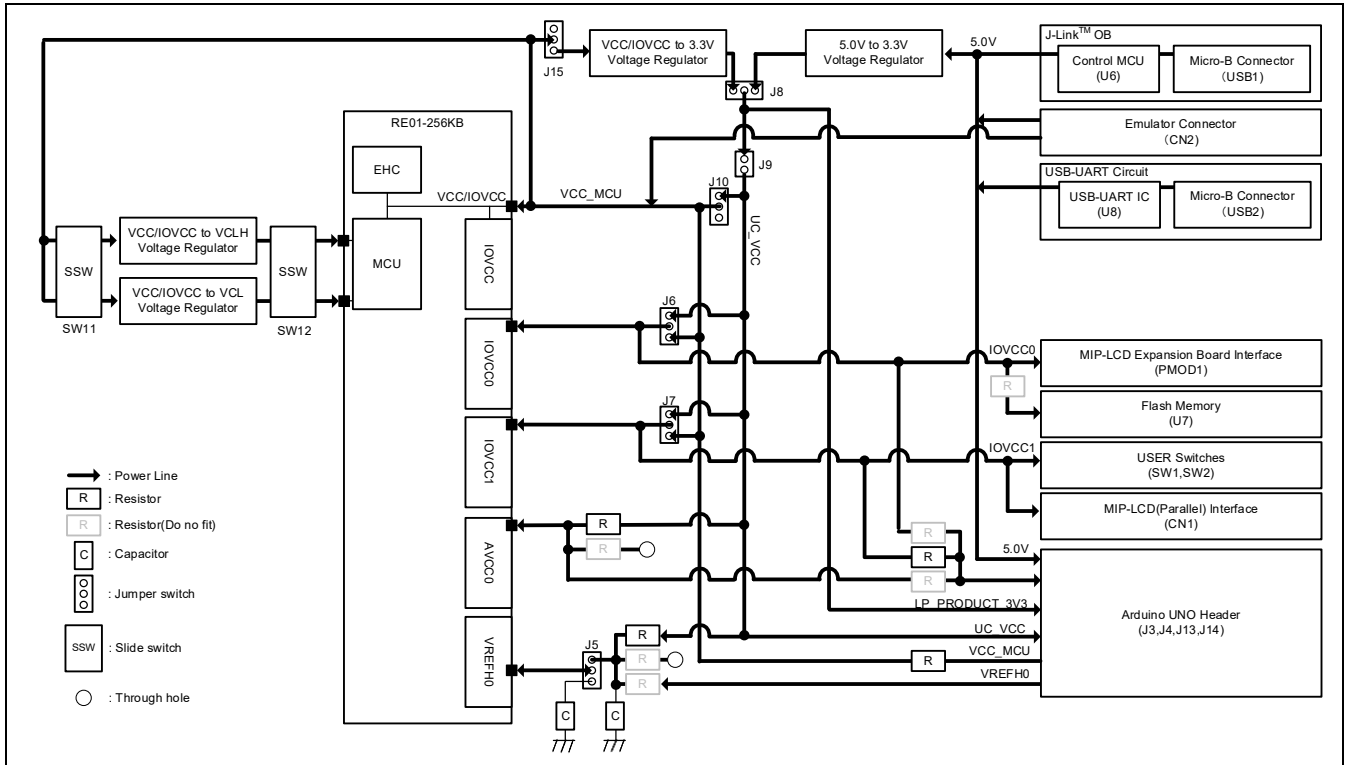 J-Link™ OB
5.0V
VCC/IOVCC to 3.3V
Voltage Regulator
5.0V to 3.3V
Voltage Regulator
Control MCU
(U6)
Micro-B Connector
(USB1)
J15
J8
RE01-256KB
Emulator Connector
(CN2)
EHC
J9
USB-UART Circuit
J10
USB-UART IC
(U8)
Micro-B Connector
(USB2)
VCC/IOVCC
VCC_MCU
UC_VCC
SSW
VCC/IOVCC to VCLH
Voltage Regulator
SSW
MCU
IOVCC
VCC/IOVCC to VCL
Voltage Regulator
SW11
SW12
J6
IOVCC0
IOVCC0
MIP-LCD Expansion Board Interface
(PMOD1)
R
Flash Memory
(U7)
J7
IOVCC1
IOVCC1
USER Switches
(SW1,SW2)
MIP-LCD(Parallel) Interface
(CN1)
: Power Line
R : Resistor
R : Resistor(Do no fit)
C : Capacitor
: Jumper switch
SSW : Slide switch
: Through hole
AVCC0
R
R
R
R
R
5.0V
LP_PRODUCT_3V3
Arduino UNO Header
(J3,J4,J13,J14)
UC_VCC
VCC_MCU
R
VREFH0
VREFH0
J5
R
R
R
C
C